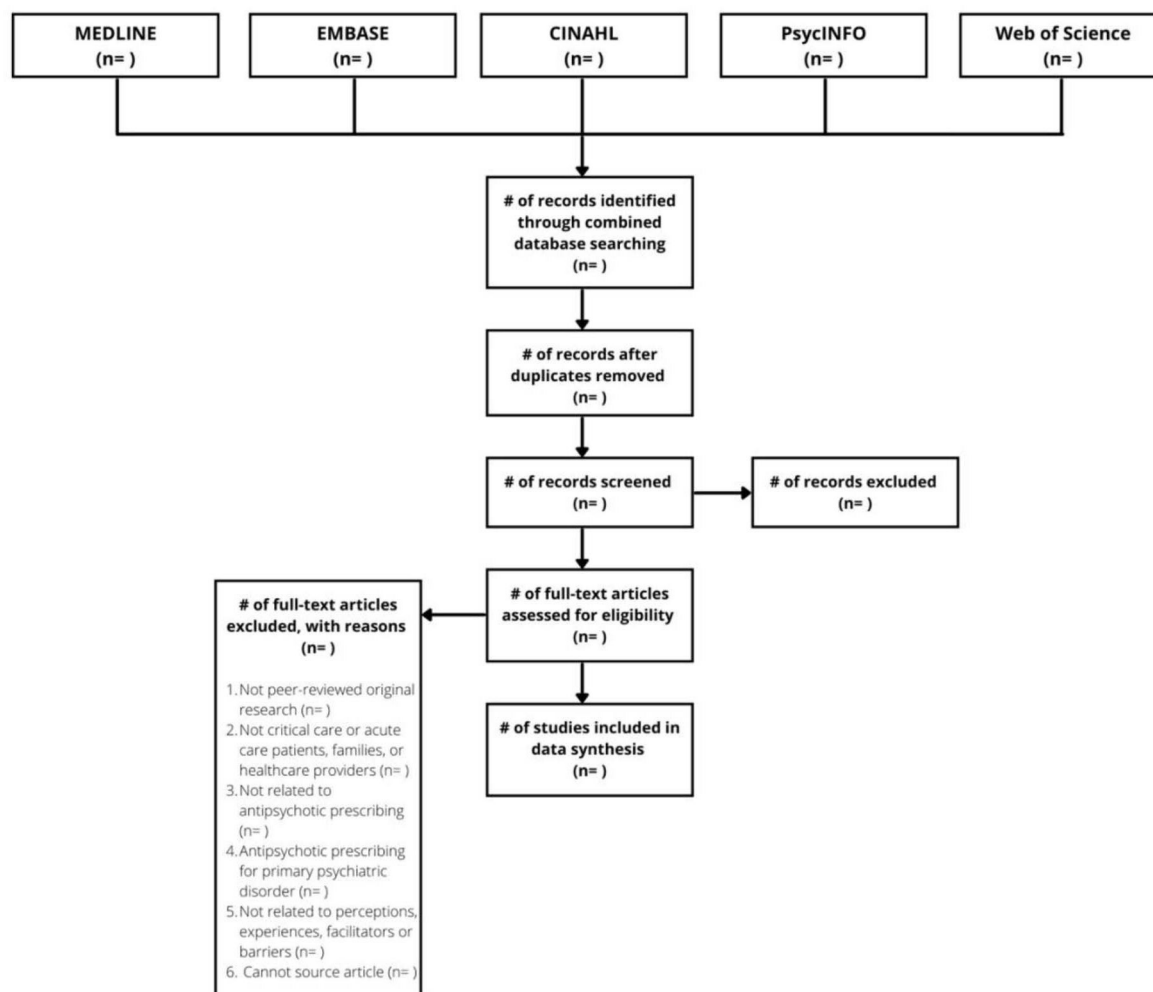 MEDLINE
(n= )
EMBASE
(n= )
CINAHL
(n= )
PsycINFO
(n= )
Web of Science
(n= )
# of records identified
through combined
database searching
(n= )
# of records after
duplicates removed
(n= )
# of records screened
(n= )
# of records excluded
(n= )
# of full-text articles
assessed for eligibility
(n= )
# of full-text articles
excluded, with reasons
(n= )
1. Not peer-reviewed original
research (n= )
2. Not critical care or acute
care patients, families, or
healthcare providers (n= )
3. Not related to
antipsychotic prescribing
(n= )
4. Antipsychotic prescribing
for primary psychiatric
disorder (n= )
5. Not related to perceptions,
experiences, facilitators or
barriers (n= )
6. Cannot source article (n= )
# of studies included in
data synthesis
(n= )